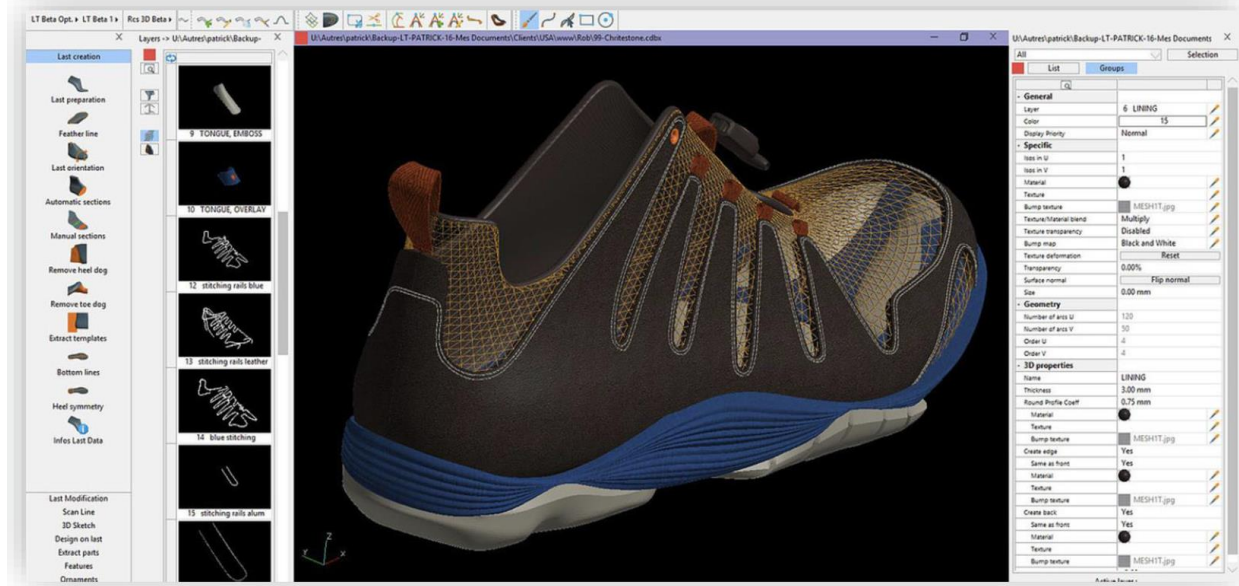 LT Beta Opt. LT Beta 1 Rcs 3D Beta
Layers -> U:\Autres\patrick\Backup-
U:\Autres\patrick\Backup-LT-PATRICK-16-Mes Documents\Clients\USA\www\Rob\99-Chritestone.cdbx
U:\Autres\patrick\Backup-LT-PATRICK-16-Mes Documents
Last creation
Last preparation
Feather line
Last orientation
Automatic sections
Manual sections
Remove heel dog
Remove toe dog
Extract templates
Bottom lines
Heel symmetry
Infos Last Data
Last Modification
Scan Line
3D Sketch
Design on last
Extract parts
Features
Ornaments
9 TONGUE, EMBOSS
10 TONGUE, OVERLAY
12 stitching rails blue
13 stitching rails leather
14 blue stitching
15 stitching rails alum
Z
Y
X
All
Selection
List Groups
- General
Layer 6 LINING
Color 15
Display Priority Normal
- Specific
Isos in U 1
Isos in V 1
Material
Texture
Bump texture MESH1T.jpg
Texture/Material blend Multiply
Texture transparency Disabled
Bump map Black and White
Texture deformation Reset
Transparency 0.00%
Surface normal Flip normal
Size 0.00 mm
- Geometry
Number of arcs U 120
Number of arcs V 50
Order U 4
Order V 4
- 3D properties
Name LINING
Thickness 3.00 mm
Round Profile Coeff 0.75 mm
Material
Texture
Bump texture MESH1T.jpg
Create edge Yes
Same as front Yes
Material
Texture
Bump texture MESH1T.jpg
Create back Yes
Same as front Yes
Material
Texture
Bump texture MESH1T.jpg